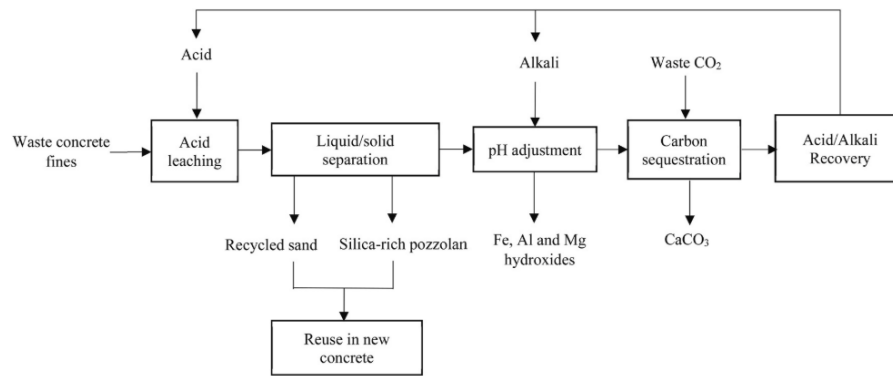 Acid
Alkali
Waste CO₂
Waste concrete
fines
Acid
leaching
Liquid/solid
separation
pH adjustment
Carbon
sequestration
Acid/Alkali
Recovery
Recycled sand
Silica-rich pozzolan
Fe, Al and Mg
hydroxides
CaCO₃
Reuse in new
concrete